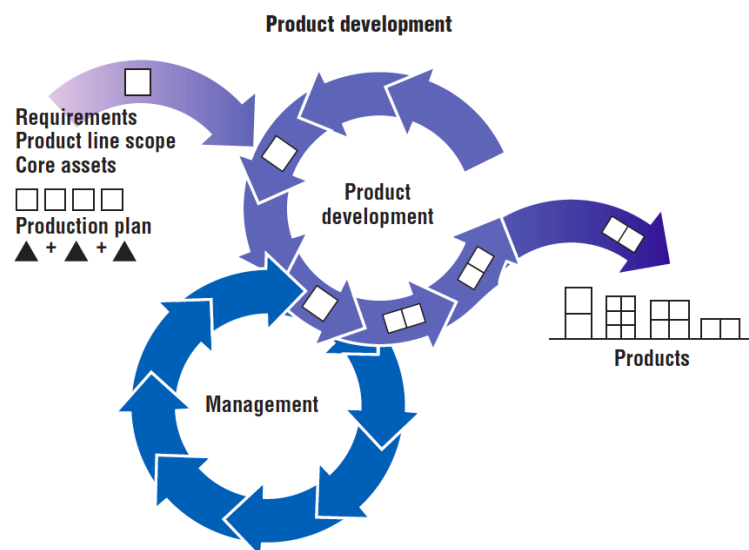 Product development
Requirements
Product line scope
Core assets
Production plan
+ +
Product
development
Management
Products